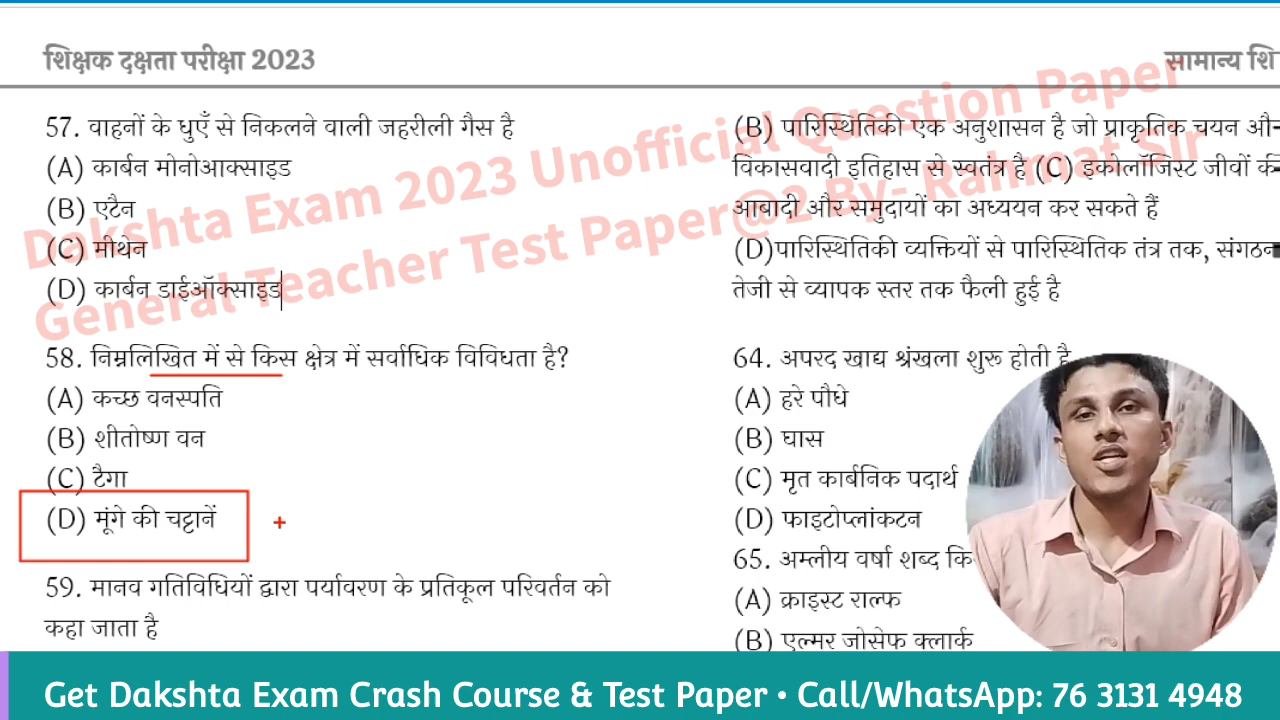 शिक्षक दक्षता परीक्षा 2023
सामान्य शि
57. वाहनों के धुएँ से निकलने वाली जहरीली गैस है
(A) कार्बन मोनोआक्साइड
(B) एटैन
(C) मीथेन
(D) कार्बन डाईऑक्साइड
58. निम्नलिखित में से किस क्षेत्र में सर्वाधिक विविधता है?
(A) कच्छ वनस्पति
(B) शीतोष्ण वन
(C) टैगा
(D) मूंगे की चट्टानें
59. मानव गतिविधियों द्वारा पर्यावरण के प्रतिकूल परिवर्तन को
कहा जाता है
(B) पारिस्थितिकी एक अनुशासन है जो प्राकृतिक चयन और
विकासवादी इतिहास से स्वतंत्र है (C) इकोलॉजिस्ट जीवों की
आबादी और समुदायों का अध्ययन कर सकते हैं
(D)पारिस्थितिकी व्यक्तियों से पारिस्थितिक तंत्र तक, संगठन
तेजी से व्यापक स्तर तक फैली हुई है
64. अपरद खाद्य श्रंखला शुरू होती है
(A) हरे पौधे
(B) घास
(C) मृत कार्बनिक पदार्थ
(D) फाइटोप्लांकटन
65. अम्लीय वर्षा शब्द कि
(A) क्राइस्ट राल्फ
(B) एल्मर जोसेफ क्लार्क
Dakshta Exam 2023 Unofficial Question Paper
General Teacher Test Paper@2 By- Rahmat Sir
Get Dakshta Exam Crash Course & Test Paper • Call/WhatsApp: 76 3131 4948